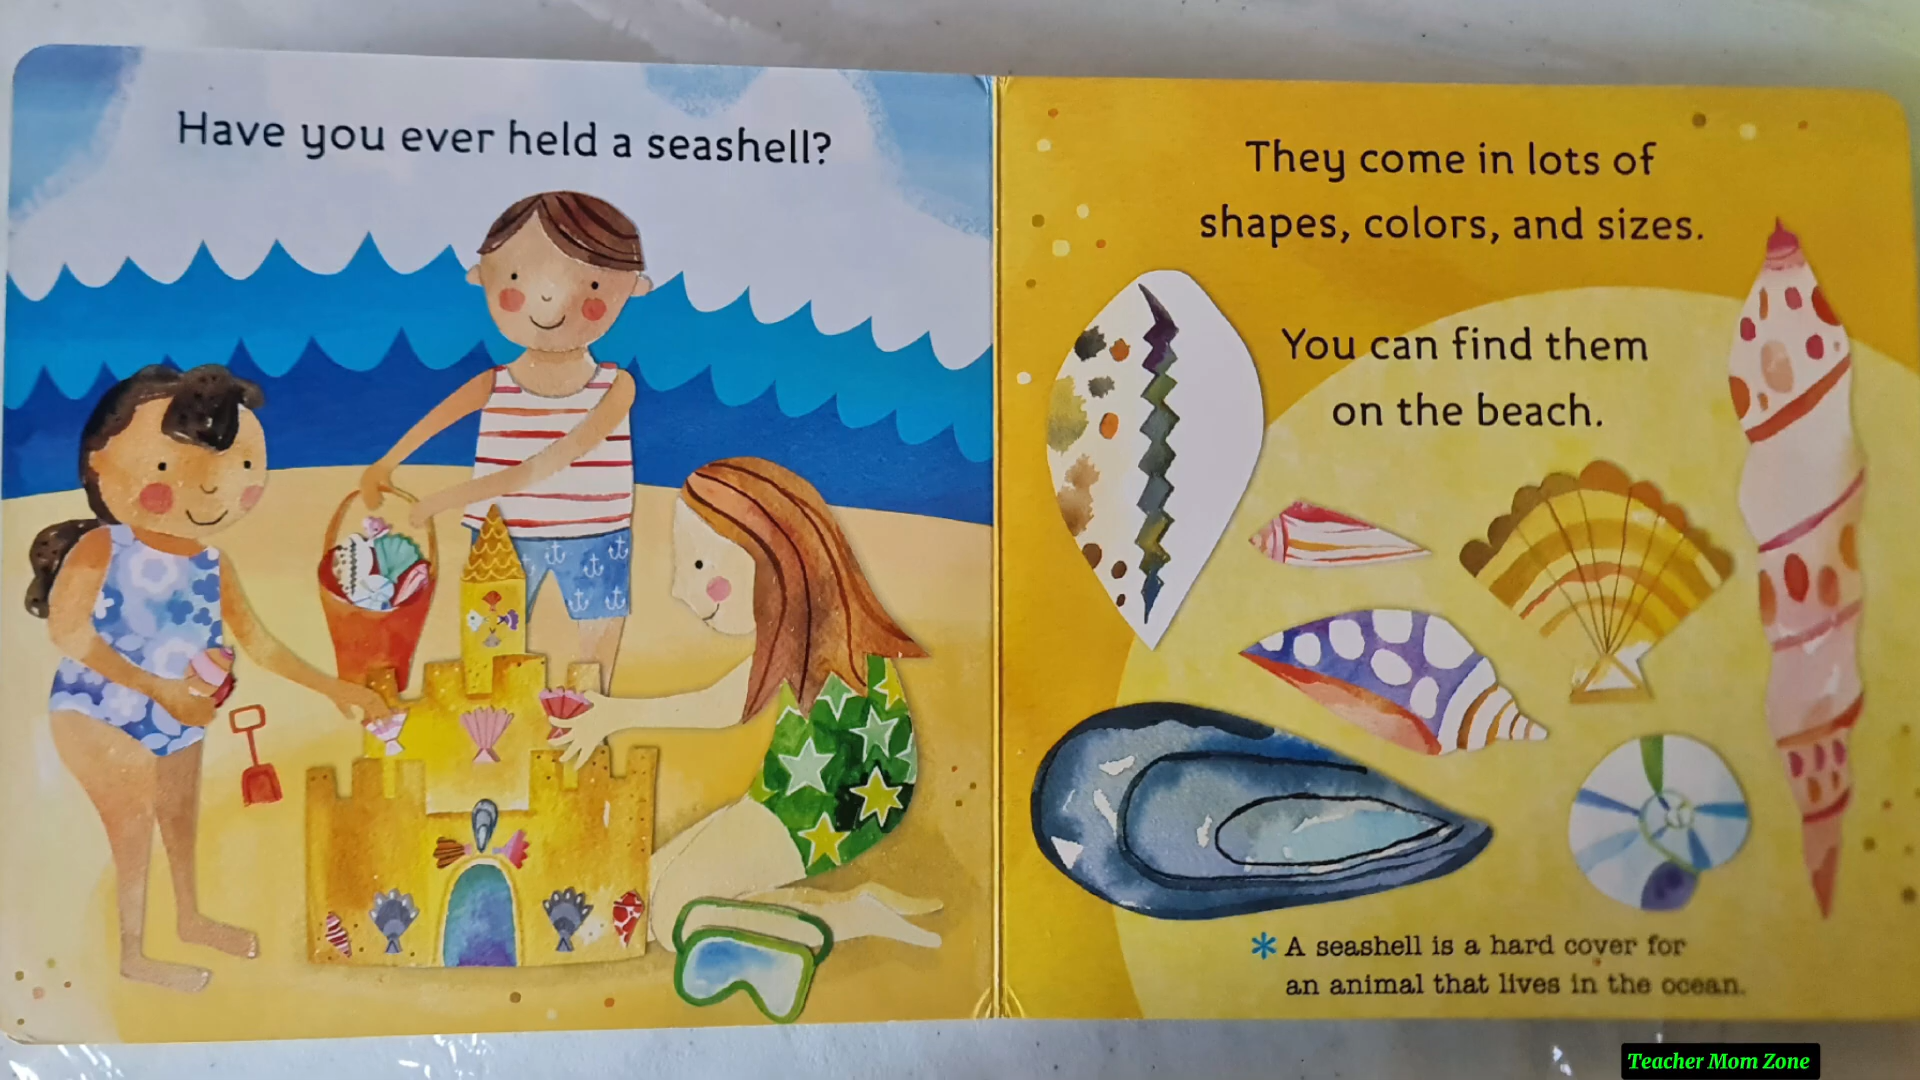 Have you ever held a seashell?
They come in lots of
shapes, colors, and sizes.
You can find them
on the beach.
* A seashell is a hard cover for
an animal that lives in the ocean.
Teacher Mom Zone